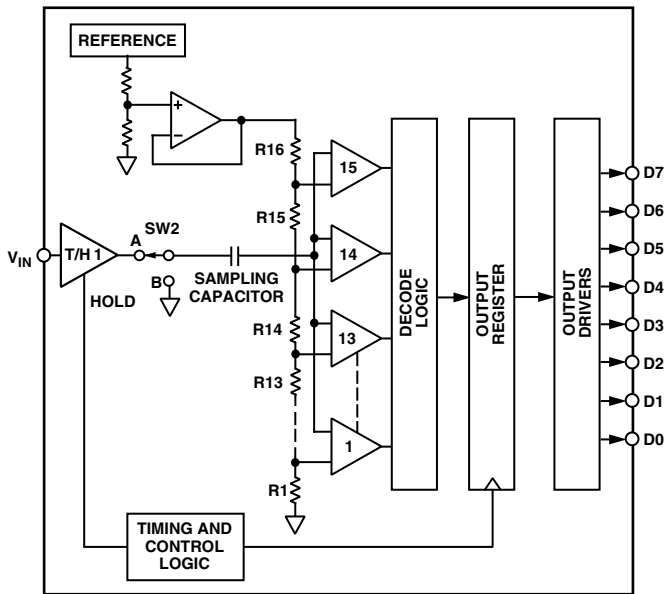 REFERENCE
+
−
R16
15
R15
D7
D6
D5
D4
D3
D2
D1
D0
VIN
T/H 1
A
SW2
B
HOLD
SAMPLING
CAPACITOR
14
R14
13
R13
1
R1
DECODE
LOGIC
OUTPUT
REGISTER
OUTPUT
DRIVERS
TIMING AND
CONTROL
LOGIC